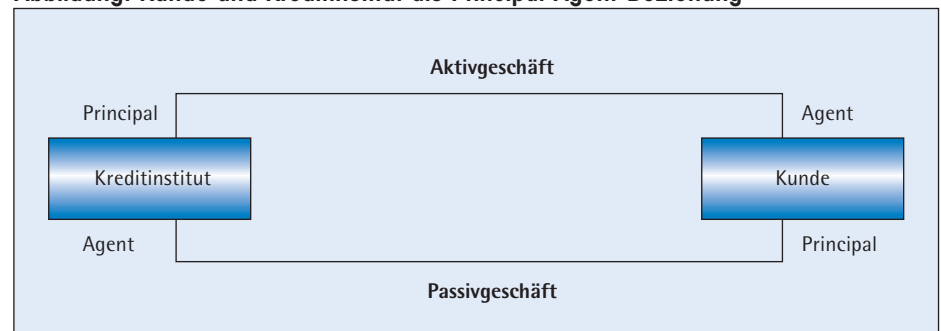 Aktivgeschäft
Principal Agent
Kreditinstitut Kunde
Agent Principal
Passivgeschäft